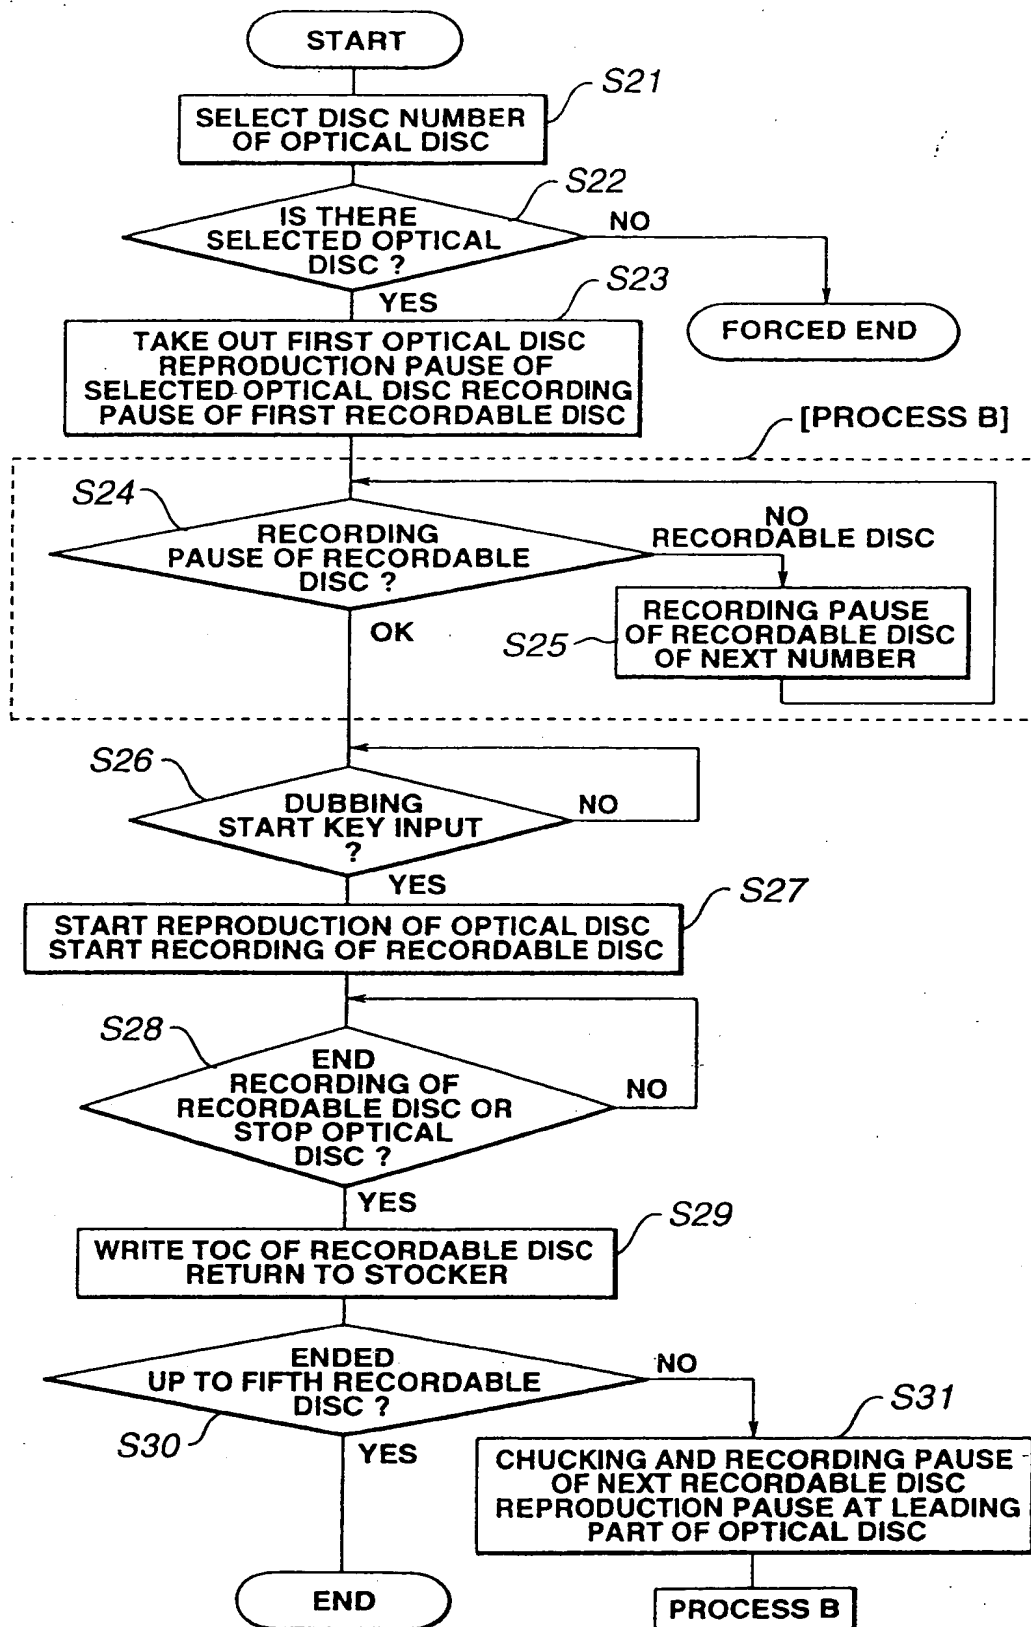 START
S21
SELECT DISC NUMBER
OF OPTICAL DISC
S22
IS THERE
SELECTED OPTICAL
DISC ?
NO
YES
S23
FORCED END
TAKE OUT FIRST OPTICAL DISC
REPRODUCTION PAUSE OF
SELECTED OPTICAL DISC RECORDING
PAUSE OF FIRST RECORDABLE DISC
[PROCESS B]
S24
RECORDING
PAUSE OF RECORDABLE
DISC ?
NO
RECORDABLE DISC
OK
S25
RECORDING PAUSE
OF RECORDABLE DISC
OF NEXT NUMBER
S26
DUBBING
START KEY INPUT
?
NO
YES
S27
START REPRODUCTION OF OPTICAL DISC
START RECORDING OF RECORDABLE DISC
S28
END
RECORDING OF
RECORDABLE DISC OR
STOP OPTICAL
DISC ?
NO
YES
S29
WRITE TOC OF RECORDABLE DISC
RETURN TO STOCKER
ENDED
UP TO FIFTH RECORDABLE
DISC ?
NO
S30
YES
S31
CHUCKING AND RECORDING PAUSE
OF NEXT RECORDABLE DISC
REPRODUCTION PAUSE AT LEADING
PART OF OPTICAL DISC
END
PROCESS B